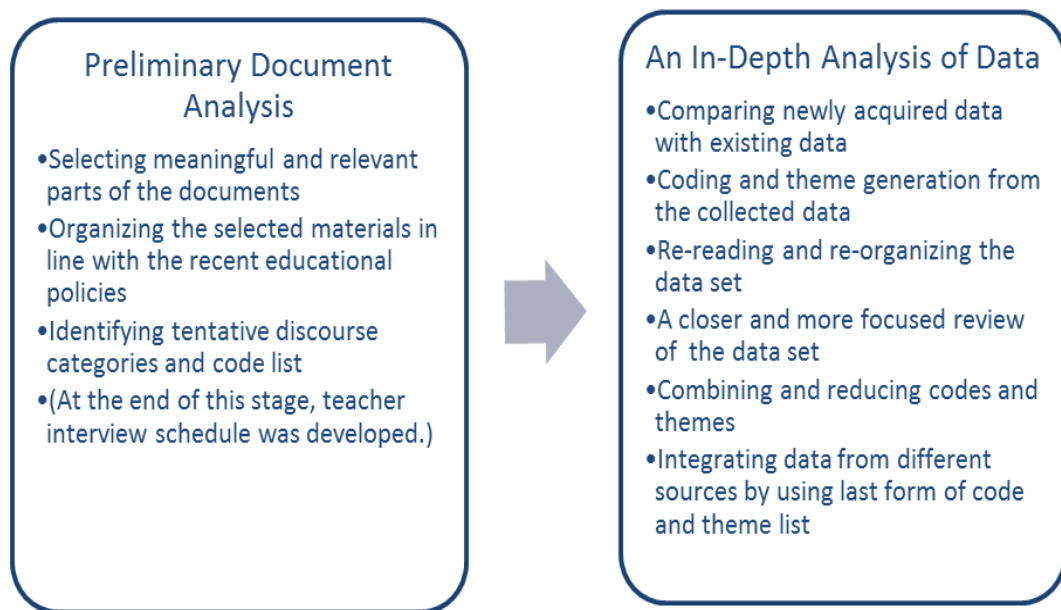 Preliminary Document
Analysis
•Selecting meaningful and relevant
parts of the documents
•Organizing the selected materials in
line with the recent educational
policies
•Identifying tentative discourse
categories and code list
•(At the end of this stage, teacher
interview schedule was developed.)
An In-Depth Analysis of Data
•Comparing newly acquired data
with existing data
•Coding and theme generation from
the collected data
•Re-reading and re-organizing the
data set
•A closer and more focused review
of the data set
•Combining and reducing codes and
themes
•Integrating data from different
sources by using last form of code
and theme list